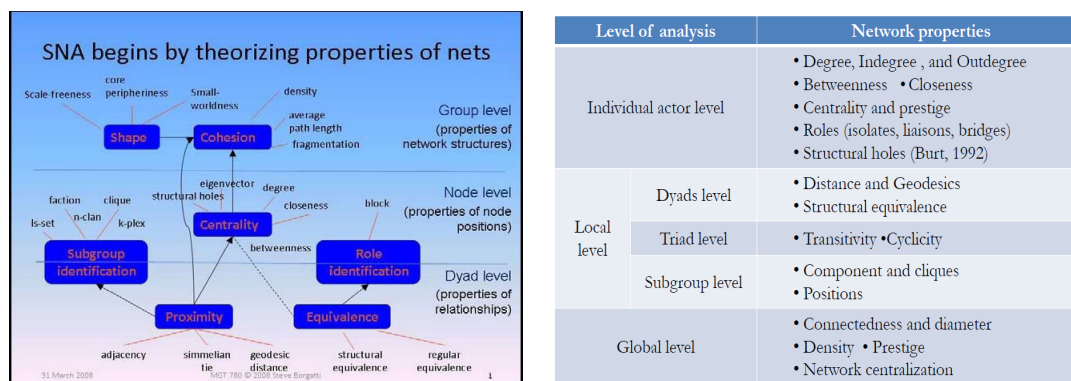 SNA begins by theorizing properties of nets
Scale-freeness
core
peripheriness
Small-
worldness
density
average
path length
fragmentation
Group level
(properties of
network structures)
Shape
Cohesion
eigenvector
structural holes
degree
closeness
Centrality
betweenness
Node level
(properties of node
positions)
faction
clique
n-clan
ls-set
k-plex
block
Subgroup
identification
Role
identification
Dyad level
(properties of
relationships)
Proximity
Equivalence
adjacency
simmelian
tie
geodesic
distance
structural
equivalence
regular
equivalence
31 March 2008
MGT 780 © 2008 Steve Borgatti
1
Level of analysis
Network properties
Individual actor level
• Degree, Indegree , and Outdegree
• Betweenness • Closeness
• Centrality and prestige
• Roles (isolates, liaisons, bridges)
• Structural holes (Burt, 1992)
Local
level
Dyads level
• Distance and Geodesics
• Structural equivalence
Triad level
• Transitivity •Cyclicity
Subgroup level
• Component and cliques
• Positions
Global level
• Connectedness and diameter
• Density • Prestige
• Network centralization